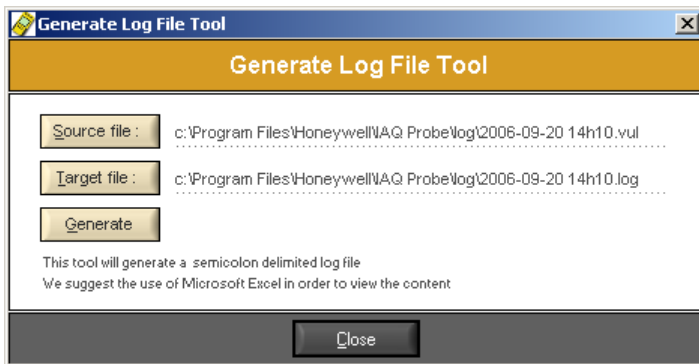 Generate Log File Tool
Generate Log File Tool
Source file : c:\Program Files\Honeywell\IAQ Probe\log\2006-09-20 14h10.vul
Target file : c:\Program Files\Honeywell\IAQ Probe\log\2006-09-20 14h10.log
Generate
This tool will generate a semicolon delimited log file
We suggest the use of Microsoft Excel in order to view the content
Close